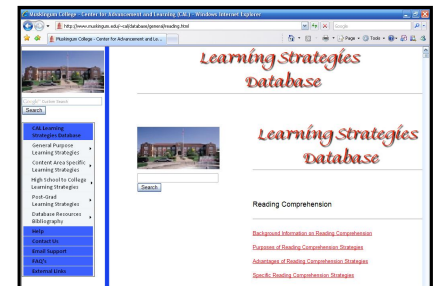 Muskingum College - Center for Advancement and Learning (CAL) - Windows Internet Explorer
http://www.muskingum.edu/~cal/database/general/reading.html
Google
Muskingum College - Center for Advancement and Le...
Page
Tools
Learning Strategies
Database
Search
CAL Learning
Strategies Database
General Purpose
Learning Strategies
Content Area Specific
Learning Strategies
High School to College
Learning Strategies
Post-Grad
Learning Strategies
Database Resources
Bibliography
Help
Contact Us
Email Support
FAQ's
External Links
Learning Strategies
Database
Search
Reading Comprehension
Background Information on Reading Comprehension
Purposes of Reading Comprehension Strategies
Advantages of Reading Comprehension Strategies
Specific Reading Comprehension Strategies